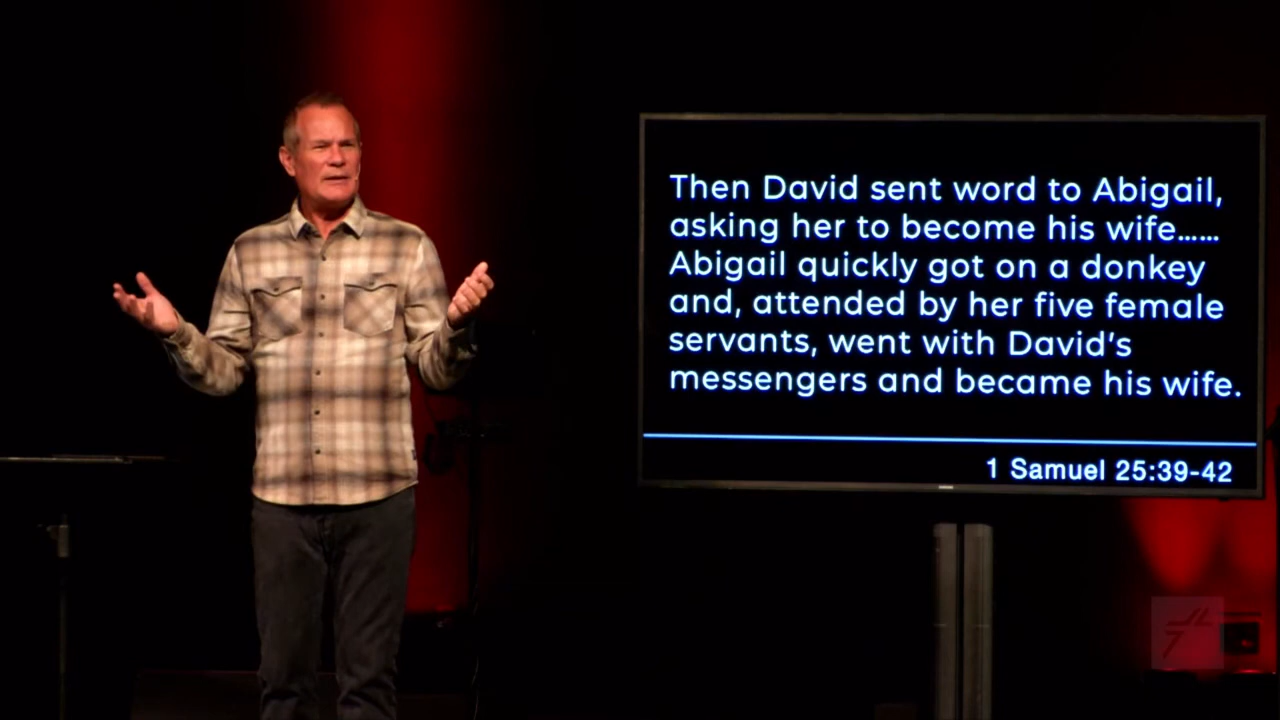 Then David sent word to Abigail,
asking her to become his wife......
Abigail quickly got on a donkey
and, attended by her five female
servants, went with David's
messengers and became his wife.
1 Samuel 25:39-42